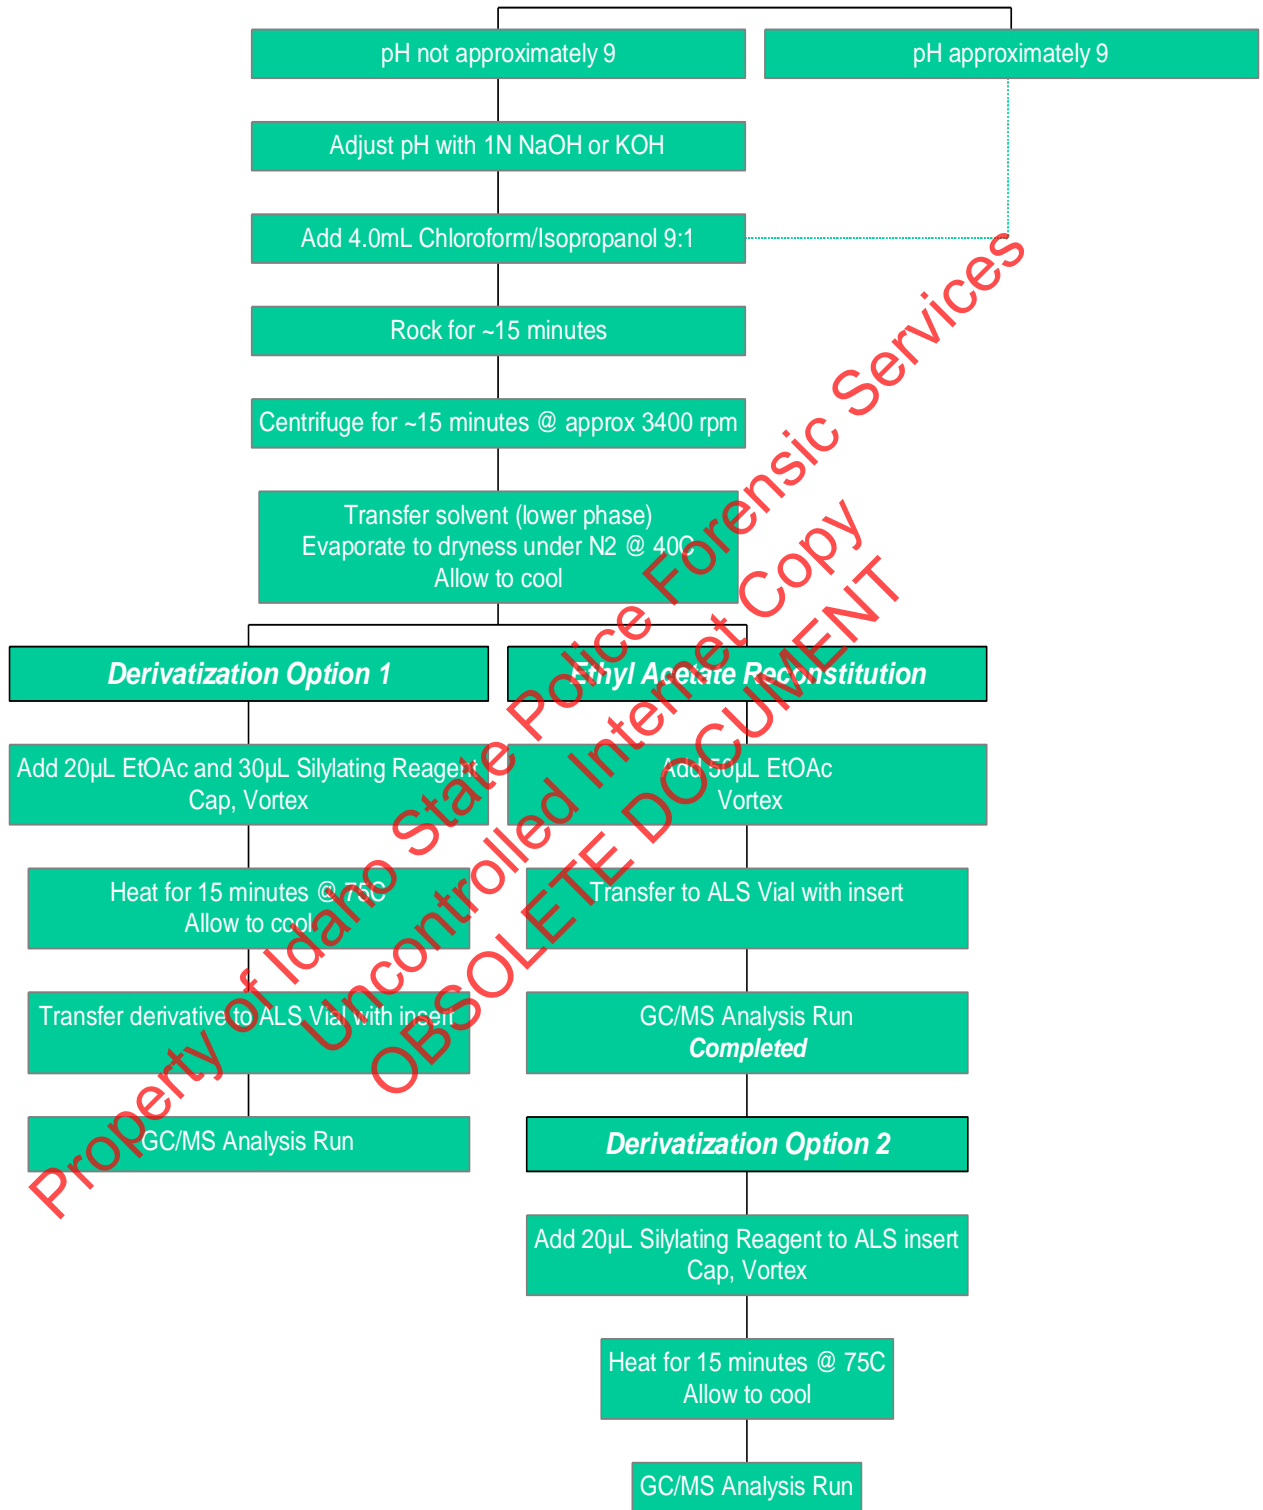 pH not approximately 9
pH approximately 9
Adjust pH with 1N NaOH or KOH
Add 4.0mL Chloroform/Isopropanol 9:1
Rock for ~15 minutes
Centrifuge for ~15 minutes @ approx 3400 rpm
Transfer solvent (lower phase)
Evaporate to dryness under N2 @ 40C
Allow to cool
Derivatization Option 1
Ethyl Acetate Reconstitution
Add 20µL EtOAc and 30µL Silylating Reagent
Cap, Vortex
Add 50µL EtOAc
Vortex
Heat for 15 minutes @ 75C
Allow to cool
Transfer to ALS Vial with insert
Transfer derivative to ALS Vial with insert
GC/MS Analysis Run
Completed
GC/MS Analysis Run
Derivatization Option 2
Add 20µL Silylating Reagent to ALS insert
Cap, Vortex
Heat for 15 minutes @ 75C
Allow to cool
GC/MS Analysis Run
Property of Idaho State Police Forensic Services
Uncontrolled Internet Copy
OBSOLETE DOCUMENT